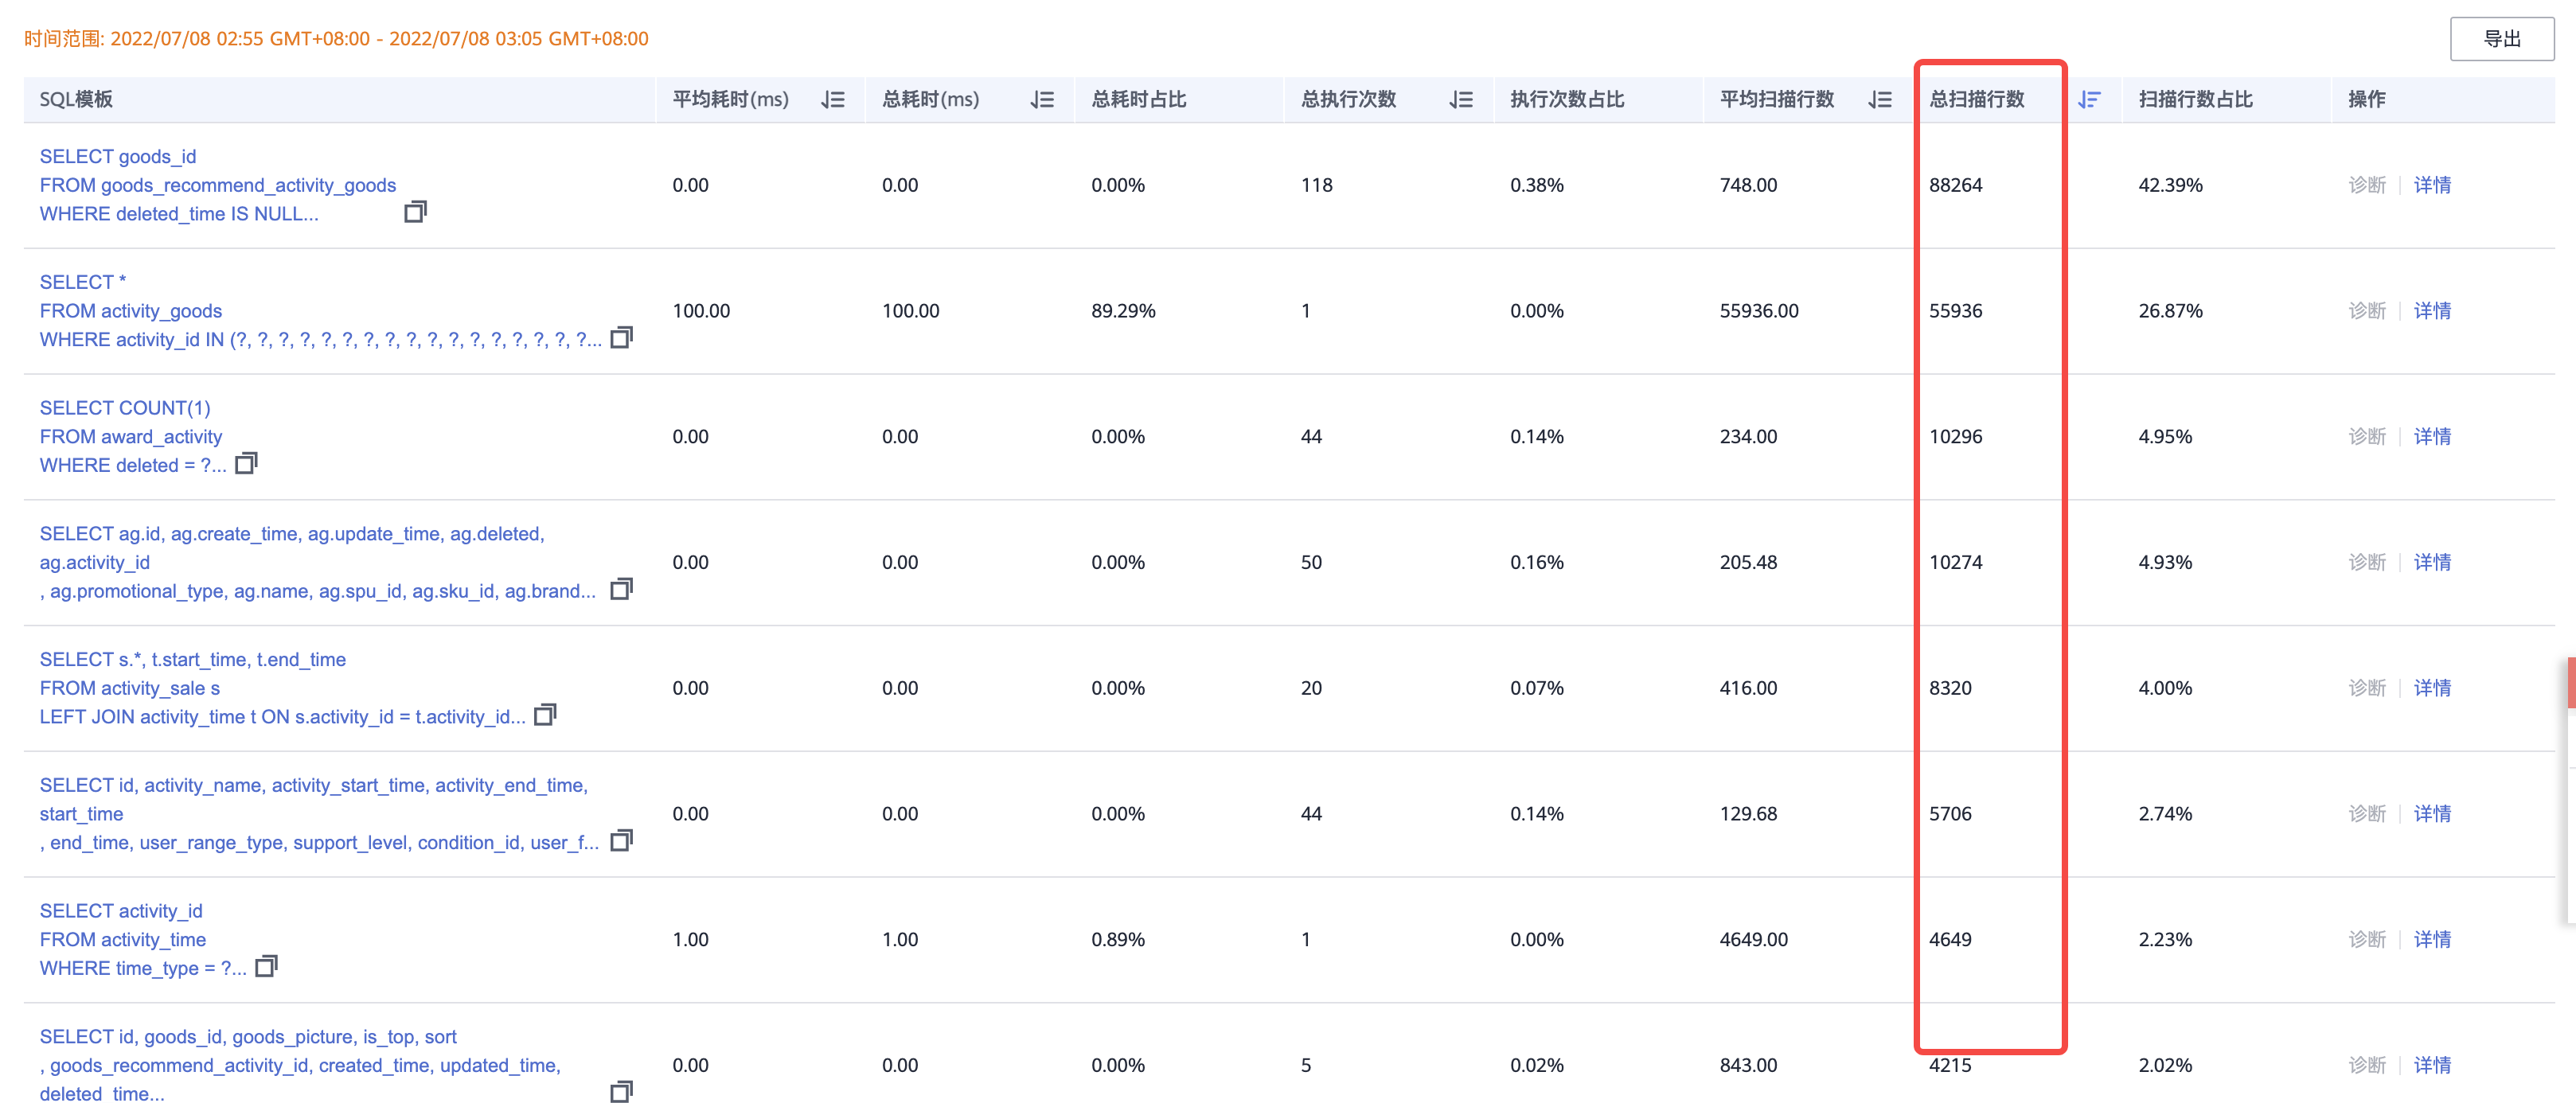 时间范围: 2022/07/08 02:55 GMT+08:00 - 2022/07/08 03:05 GMT+08:00
导出
SQL模板 平均耗时(ms) 总耗时(ms) 总耗时占比 总执行次数 执行次数占比 平均扫描行数 总扫描行数 扫描行数占比 操作
SELECT goods_id
FROM goods_recommend_activity_goods
WHERE deleted_time IS NULL...
0.00 0.00 0.00% 118 0.38% 748.00 88264 42.39% 诊断 详情
SELECT *
FROM activity_goods
WHERE activity_id IN (?, ?, ?, ?, ?, ?, ?, ?, ?, ?, ?, ?, ?, ?, ?, ?, ?...
100.00 100.00 89.29% 1 0.00% 55936.00 55936 26.87% 诊断 详情
SELECT COUNT(1)
FROM award_activity
WHERE deleted = ?...
0.00 0.00 0.00% 44 0.14% 234.00 10296 4.95% 诊断 详情
SELECT ag.id, ag.create_time, ag.update_time, ag.deleted,
ag.activity_id
, ag.promotional_type, ag.name, ag.spu_id, ag.sku_id, ag.brand...
0.00 0.00 0.00% 50 0.16% 205.48 10274 4.93% 诊断 详情
SELECT s.*, t.start_time, t.end_time
FROM activity_sale s
LEFT JOIN activity_time t ON s.activity_id = t.activity_id...
0.00 0.00 0.00% 20 0.07% 416.00 8320 4.00% 诊断 详情
SELECT id, activity_name, activity_start_time, activity_end_time,
start_time
, end_time, user_range_type, support_level, condition_id, user_f...
0.00 0.00 0.00% 44 0.14% 129.68 5706 2.74% 诊断 详情
SELECT activity_id
FROM activity_time
WHERE time_type = ?...
1.00 1.00 0.89% 1 0.00% 4649.00 4649 2.23% 诊断 详情
SELECT id, goods_id, goods_picture, is_top, sort
, goods_recommend_activity_id, created_time, updated_time,
deleted_time...
0.00 0.00 0.00% 5 0.02% 843.00 4215 2.02% 诊断 详情